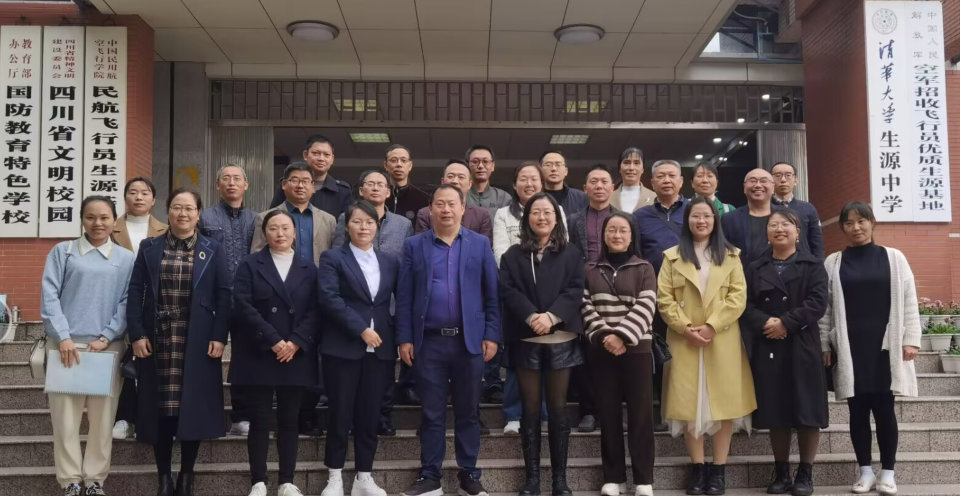 教育部
办公厅
国防教育特色学校
四川省精神文明
建设委员会
四川省文明校园
中国民用航
空飞行学院
民航飞行员生源
清华大学生源中学
中国人民
解放军
空军招收飞行员优质生源基地